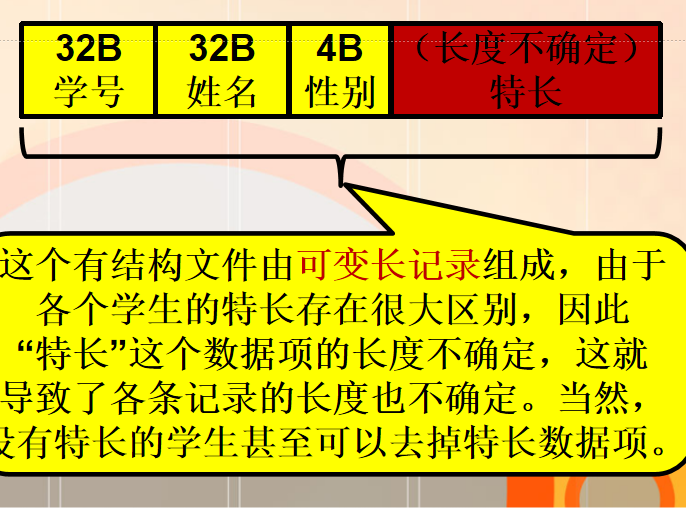 32B 32B 4B （长度不确定）
学号 姓名 性别 特长
这个有结构文件由可变长记录组成，由于
各个学生的特长存在很大区别，因此
“特长”这个数据项的长度不确定，这就
导致了各条记录的长度也不确定。当然，
没有特长的学生甚至可以去掉特长数据项。